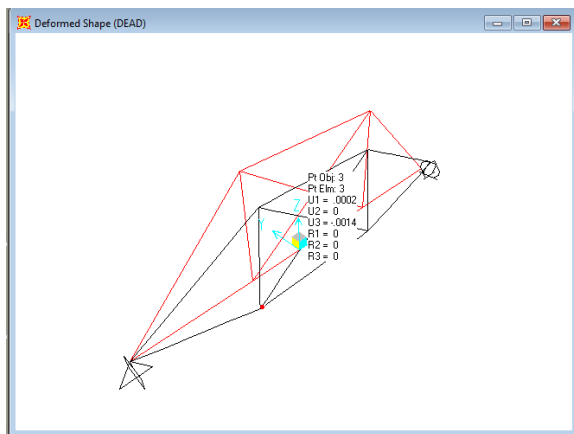 Deformed Shape (DEAD)
Pt Obj: 3
Pt Elm: 3
U1 = .0002
U2 = 0
U3 = -.0014
R1 = 0
R2 = 0
R3 = 0
Z
Y